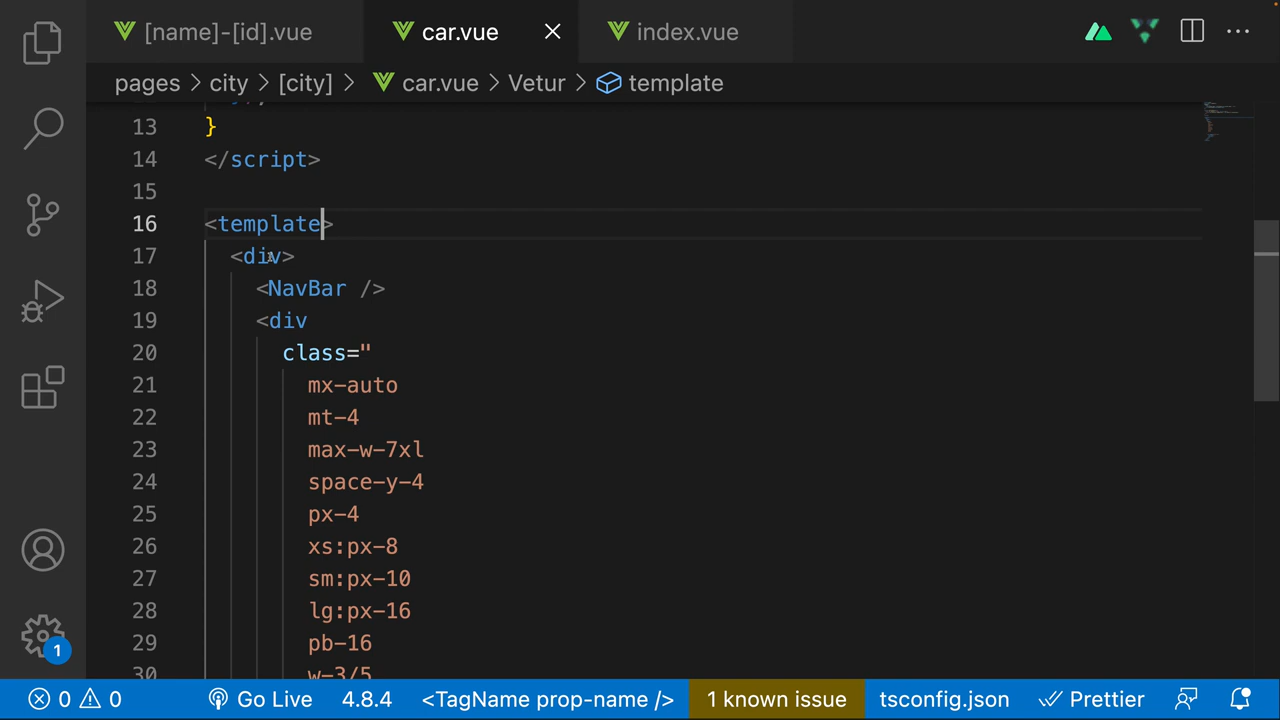 [name]-[id].vue car.vue index.vue
pages > city > [city] > car.vue > Vetur > template
13 }
14 </script>
15
16 <template>
17 <div>
18 <NavBar />
19 <div
20 class="
21 mx-auto
22 mt-4
23 max-w-7xl
24 space-y-4
25 px-4
26 xs:px-8
27 sm:px-10
28 lg:px-16
29 pb-16
30 w-3/5
1
0 0 Go Live 4.8.4 <TagName prop-name /> 1 known issue tsconfig.json Prettier